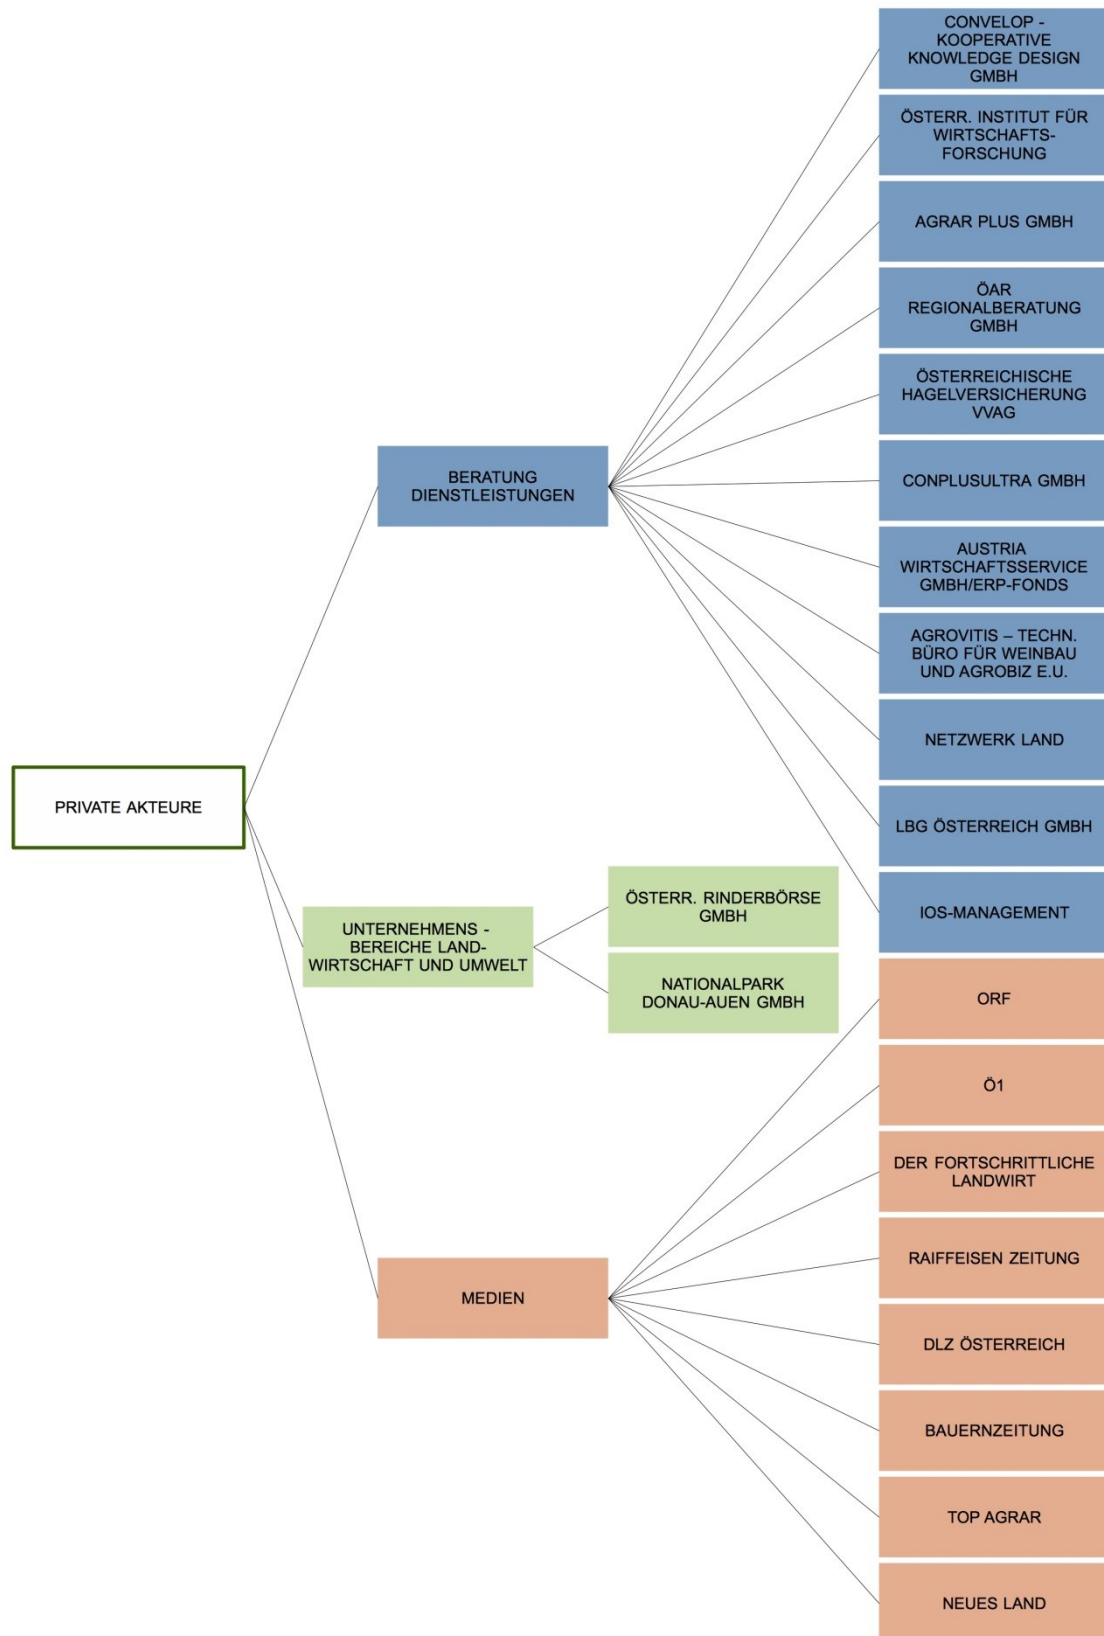 PRIVATE AKTEURE
BERATUNG
DIENSTLEISTUNGEN
CONVELOP -
KOOPERATIVE
KNOWLEDGE DESIGN
GMBH
ÖSTERR. INSTITUT FÜR
WIRTSCHAFTS-
FORSCHUNG
AGRAR PLUS GMBH
ÖAR
REGIONALBERATUNG
GMBH
ÖSTERREICHISCHE
HAGELVERSICHERUNG
VVAG
CONPLUSULTRA GMBH
AUSTRIA
WIRTSCHAFTSSERVICE
GMBH/ERP-FONDS
AGROVITIS – TECHN.
BÜRO FÜR WEINBAU
UND AGROBIZ E.U.
NETZWERK LAND
LBG ÖSTERREICH GMBH
IOS-MANAGEMENT
UNTERNEHMENS -
BEREICHE LAND-
WIRTSCHAFT UND UMWELT
ÖSTERR. RINDERBÖRSE
GMBH
NATIONALPARK
DONAU-AUEN GMBH
MEDIEN
ORF
Ö1
DER FORTSCHRITTLICHE
LANDWIRT
RAIFFEISEN ZEITUNG
DLZ ÖSTERREICH
BAUERNZEITUNG
TOP AGRAR
NEUES LAND